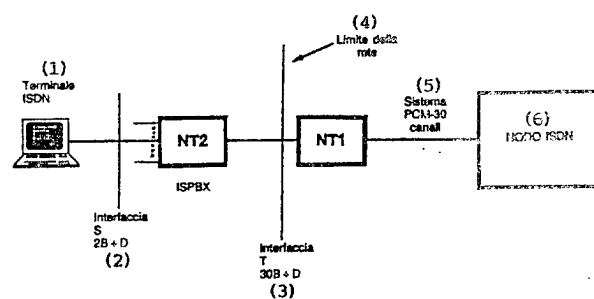 (1)
Terminale
ISDN
NT2
ISPBX
Interfaccia
S
2B + D
(2)
(4)
Limite della
rete
NT1
Interfaccia
T
30B + D
(3)
(5)
Sistema
PCM-30
canali
(6)
NODO ISDN